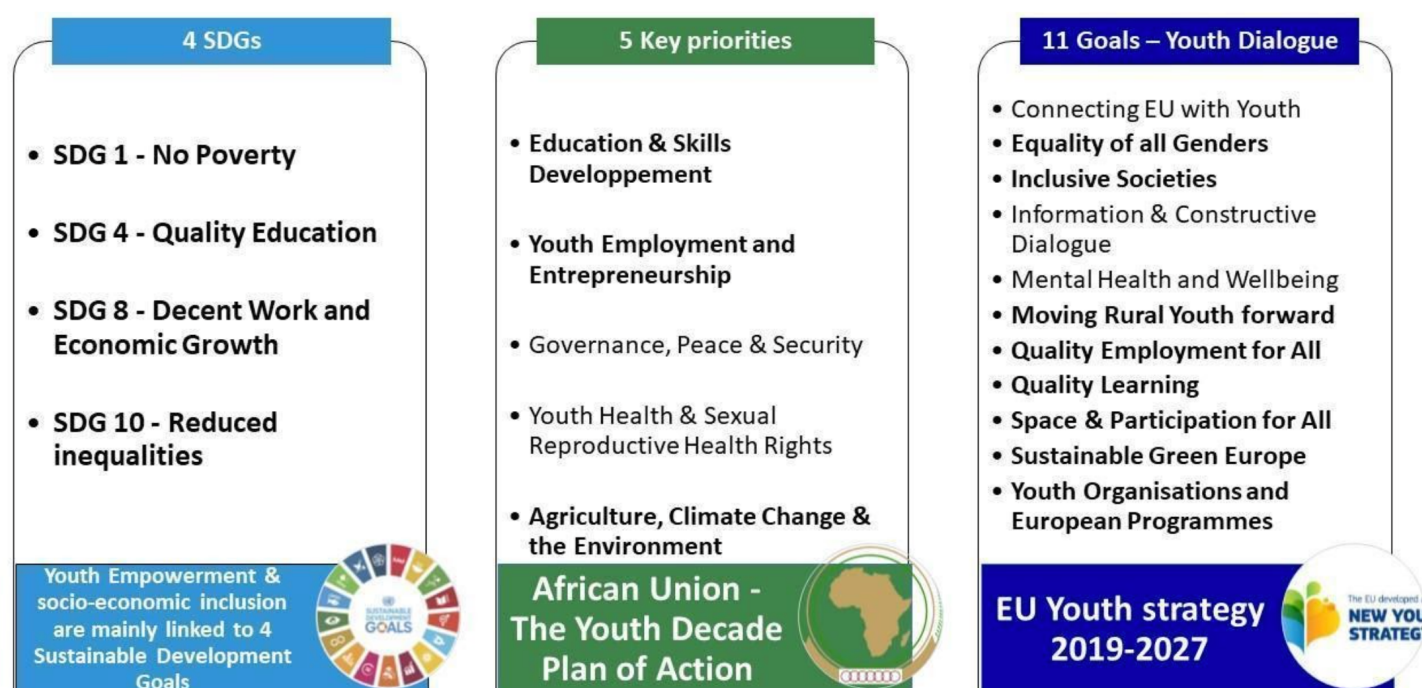 4 SDGs
• SDG 1 - No Poverty
• SDG 4 - Quality Education
• SDG 8 - Decent Work and
Economic Growth
• SDG 10 - Reduced
inequalities
Youth Empowerment &
socio-economic inclusion
are mainly linked to 4
Sustainable Development
Goals
SUSTAINABLE
DEVELOPMENT
GOALS
5 Key priorities
• Education & Skills
Developpement
• Youth Employment and
Entrepreneurship
• Governance, Peace & Security
• Youth Health & Sexual
Reproductive Health Rights
• Agriculture, Climate Change &
the Environment
African Union -
The Youth Decade
Plan of Action
11 Goals – Youth Dialogue
• Connecting EU with Youth
• Equality of all Genders
• Inclusive Societies
• Information & Constructive
Dialogue
• Mental Health and Wellbeing
• Moving Rural Youth forward
• Quality Employment for All
• Quality Learning
• Space & Participation for All
• Sustainable Green Europe
• Youth Organisations and
European Programmes
EU Youth strategy
2019-2027
The EU developed
NEW YOU
STRATEG